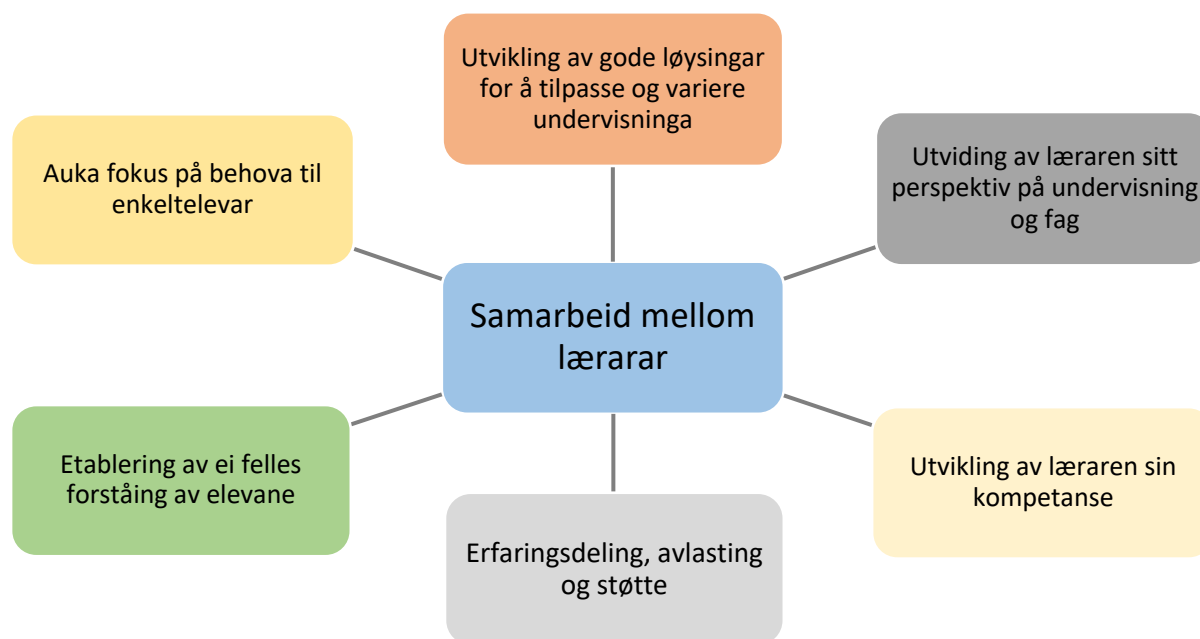 Utvikling av gode løysingar
for å tilpasse og variere
undervisninga
Auka fokus på behova til
enkeltelevar
Utviding av læraren sitt
perspektiv på undervisning
og fag
Samarbeid mellom
lærarar
Etablering av ei felles
forståing av elevane
Utvikling av læraren sin
kompetanse
Erfaringsdeling, avlasting
og støtte